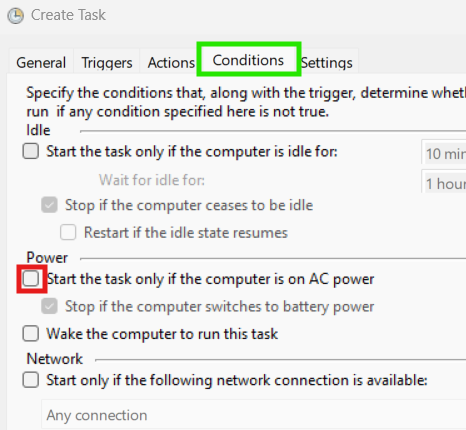 Create Task
General Triggers Actions Conditions Settings
Specify the conditions that, along with the trigger, determine
run if any condition specified here is not true.
Idle
Start the task only if the computer is idle for: 10 min
Wait for idle for: 1 hour
Stop if the computer ceases to be idle
Restart if the idle state resumes
Power
Start the task only if the computer is on AC power
Stop if the computer switches to battery power
Wake the computer to run this task
Network
Start only if the following network connection is available:
Any connection